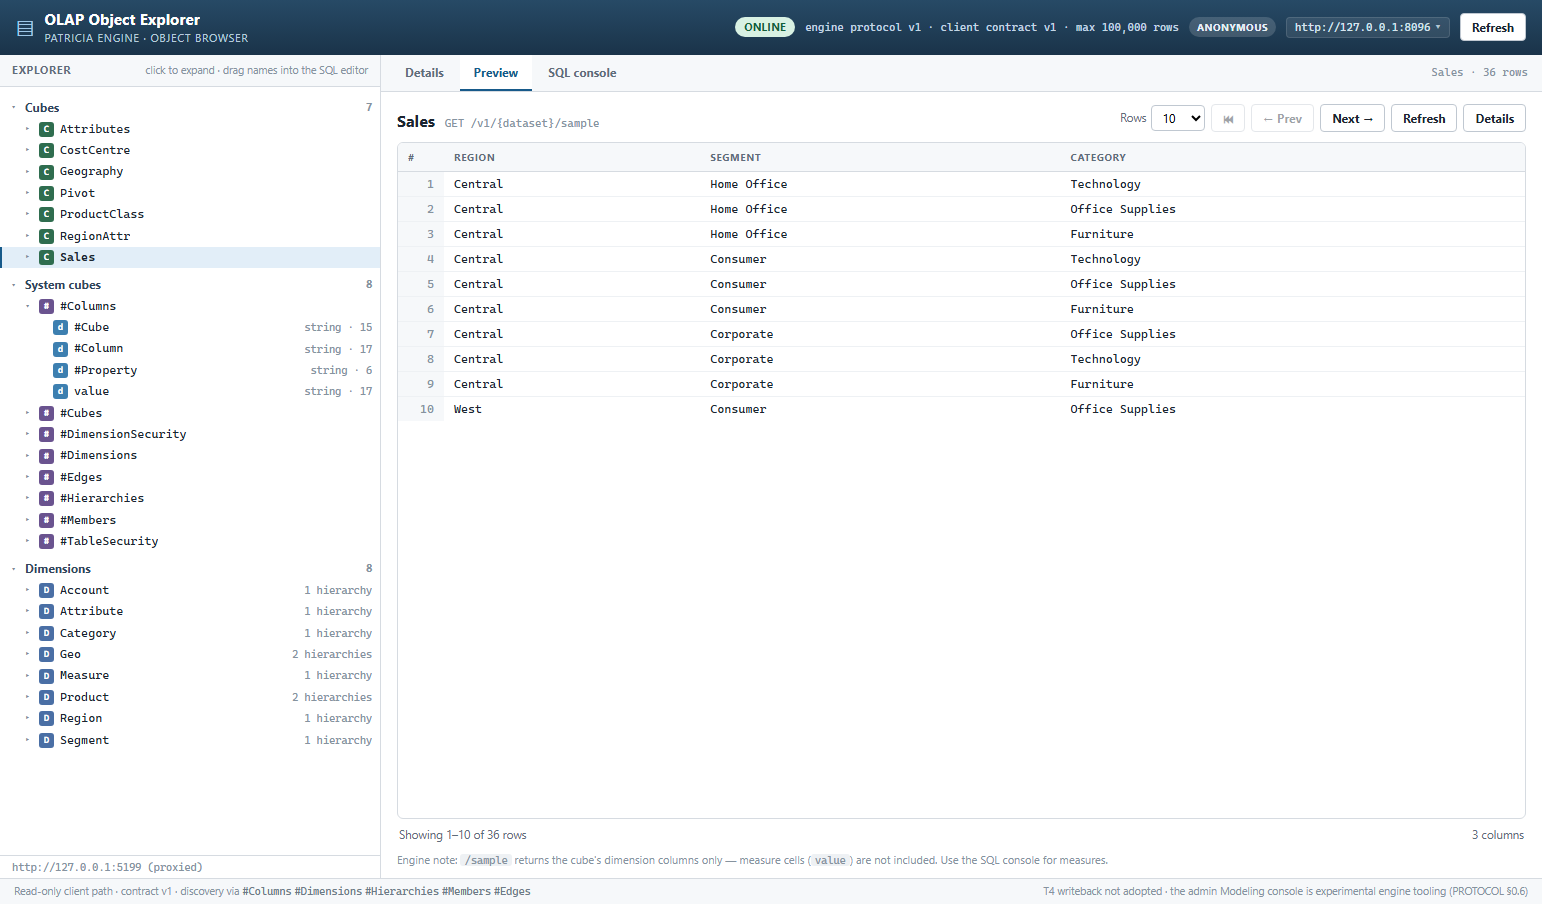 OLAP Object Explorer
PATRICIA ENGINE · OBJECT BROWSER
ONLINE engine protocol v1 · client contract v1 · max 100,000 rows ANONYMOUS http://127.0.0.1:8096 Refresh
EXPLORER click to expand · drag names into the SQL editor
Cubes 7
C Attributes
C CostCentre
C Geography
C Pivot
C ProductClass
C RegionAttr
C Sales
System cubes 8
# #Columns
d #Cube string · 15
d #Column string · 17
d #Property string · 6
d value string · 17
# #Cubes
# #DimensionSecurity
# #Dimensions
# #Edges
# #Hierarchies
# #Members
# #TableSecurity
Dimensions 8
D Account 1 hierarchy
D Attribute 1 hierarchy
D Category 1 hierarchy
D Geo 2 hierarchies
D Measure 1 hierarchy
D Product 2 hierarchies
D Region 1 hierarchy
D Segment 1 hierarchy
http://127.0.0.1:5199 (proxied)
Details Preview SQL console Sales · 36 rows
Sales GET /v1/{dataset}/sample Rows 10 ⏮ ← Prev Next → Refresh Details
# REGION SEGMENT CATEGORY
1 Central Home Office Technology
2 Central Home Office Office Supplies
3 Central Home Office Furniture
4 Central Consumer Technology
5 Central Consumer Office Supplies
6 Central Consumer Furniture
7 Central Corporate Office Supplies
8 Central Corporate Technology
9 Central Corporate Furniture
10 West Consumer Office Supplies
Showing 1–10 of 36 rows 3 columns
Engine note: /sample returns the cube's dimension columns only — measure cells (value) are not included. Use the SQL console for measures.
Read-only client path · contract v1 · discovery via #Columns #Dimensions #Hierarchies #Members #Edges T4 writeback not adopted · the admin Modeling console is experimental engine tooling (PROTOCOL §0.6)